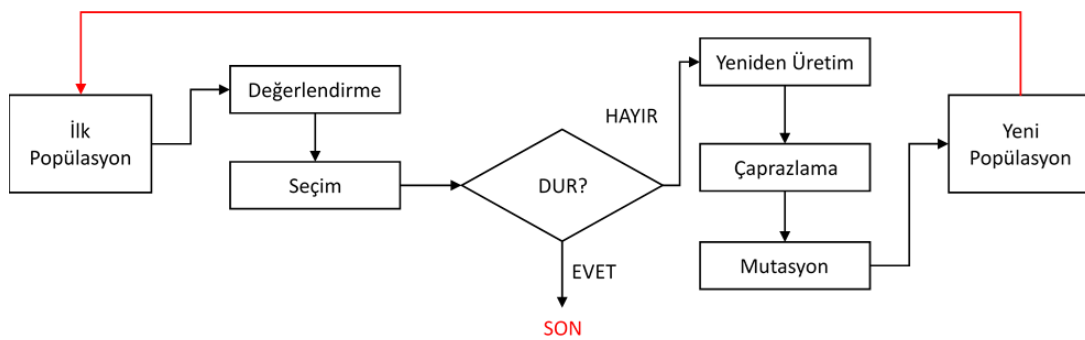 İlk
Popülasyon
Değerlendirme
Seçim
DUR?
HAYIR
EVET
SON
Yeniden Üretim
Çaprazlama
Mutasyon
Yeni
Popülasyon